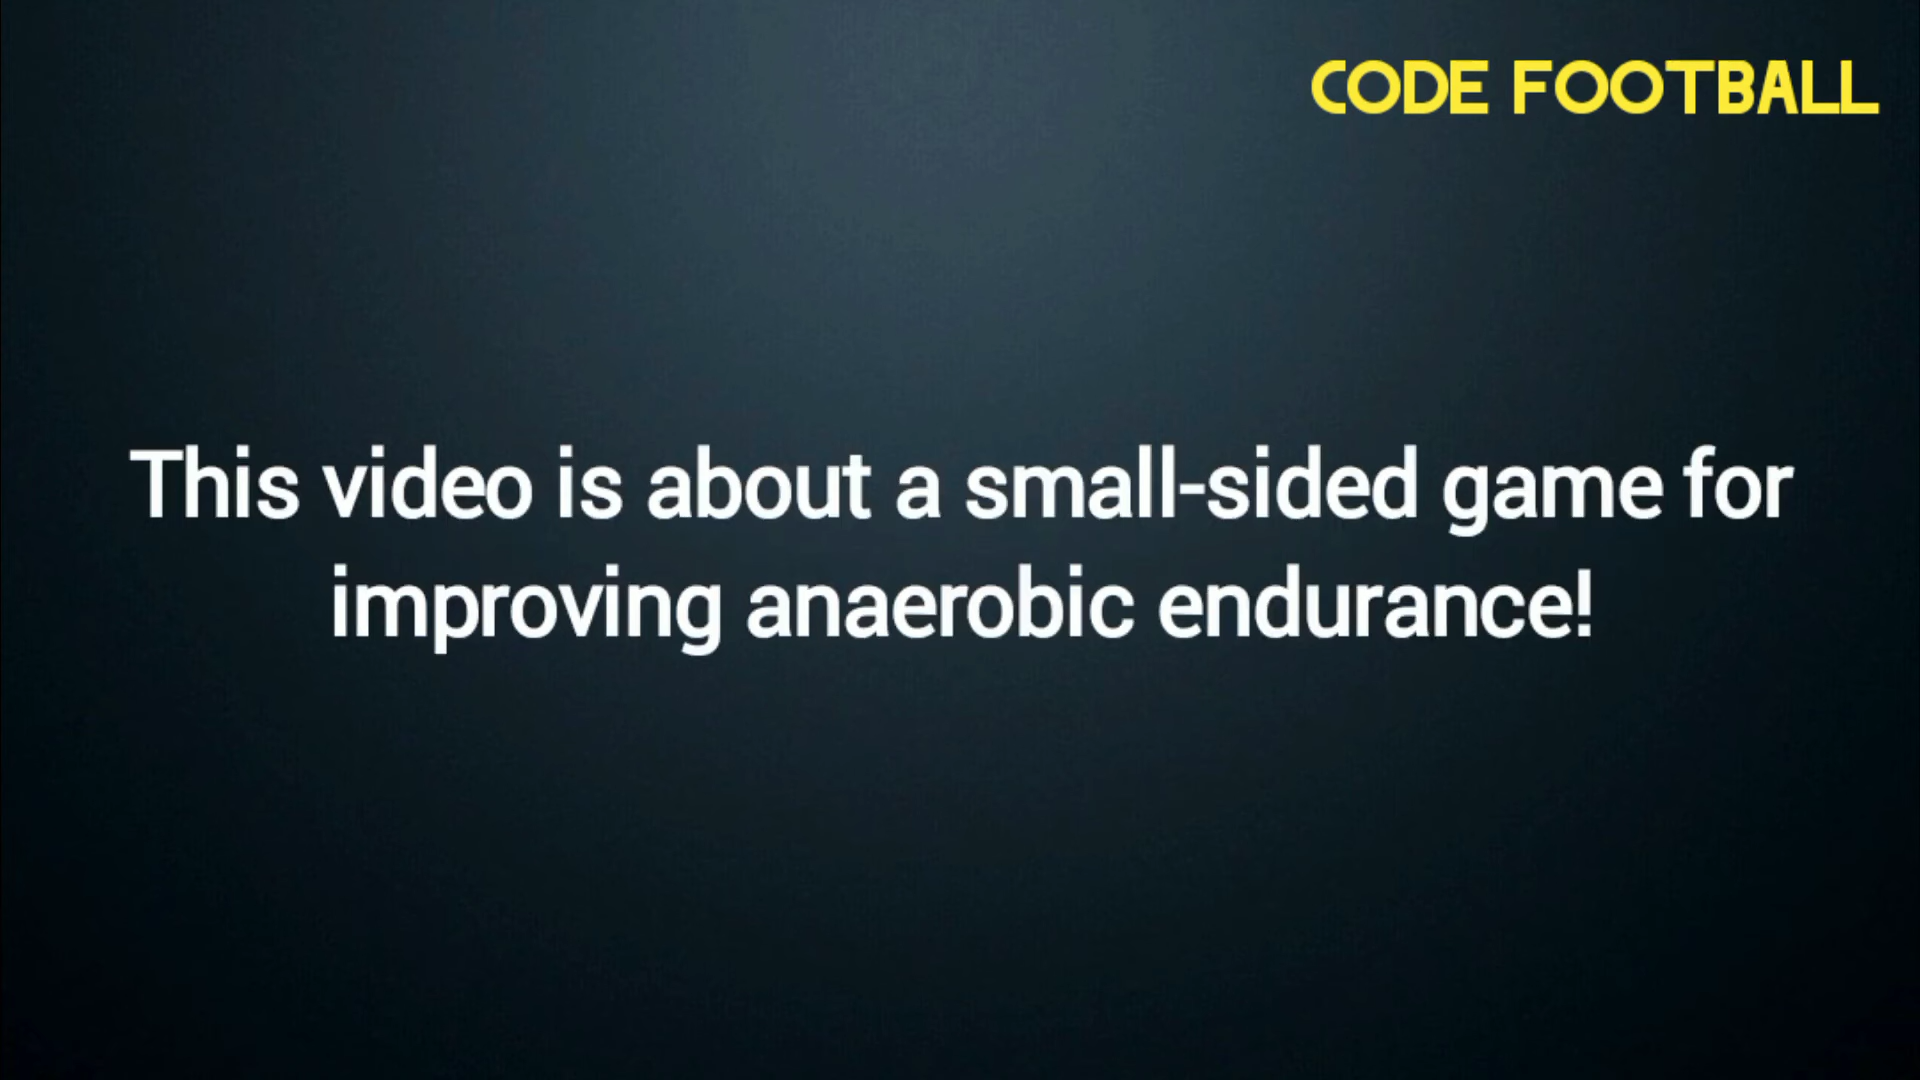 CODE FOOTBALL
This video is about a small-sided game for
improving anaerobic endurance!